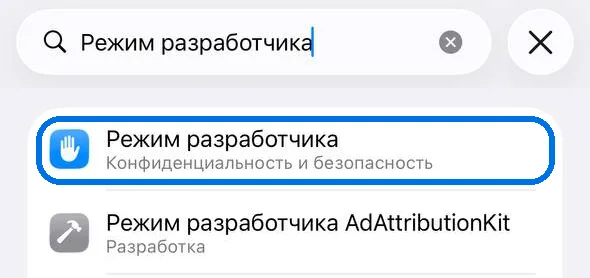 Режим разработчика
Режим разработчика
Конфиденциальность и безопасность
Режим разработчика AdAttributionKit
Разработка